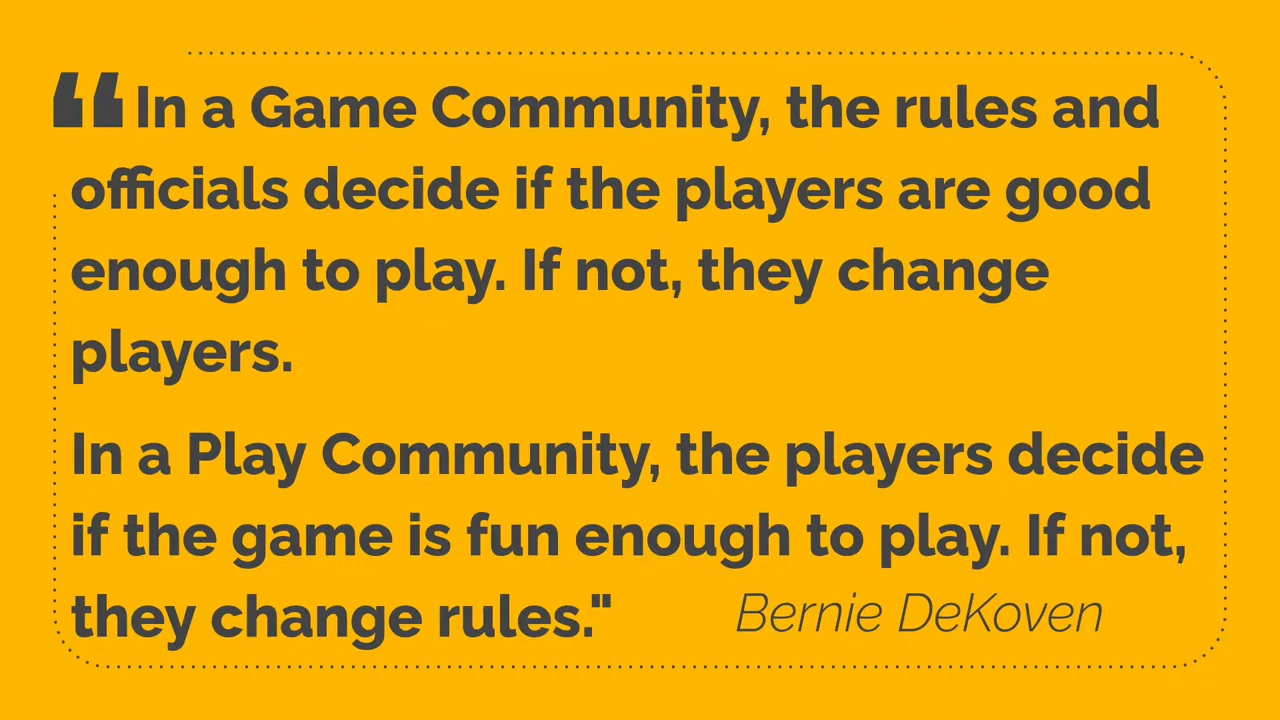 “In a Game Community, the rules and
officials decide if the players are good
enough to play. If not, they change
players.
In a Play Community, the players decide
if the game is fun enough to play. If not,
they change rules." Bernie DeKoven